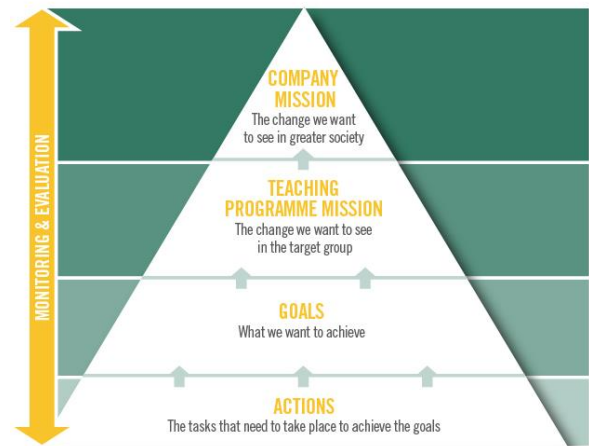 MONITORING & EVALUATION
COMPANY
MISSION
The change we want
to see in greater society
TEACHING
PROGRAMME MISSION
The change we want to see
in the target group
GOALS
What we want to achieve
ACTIONS
The tasks that need to take place to achieve the goals